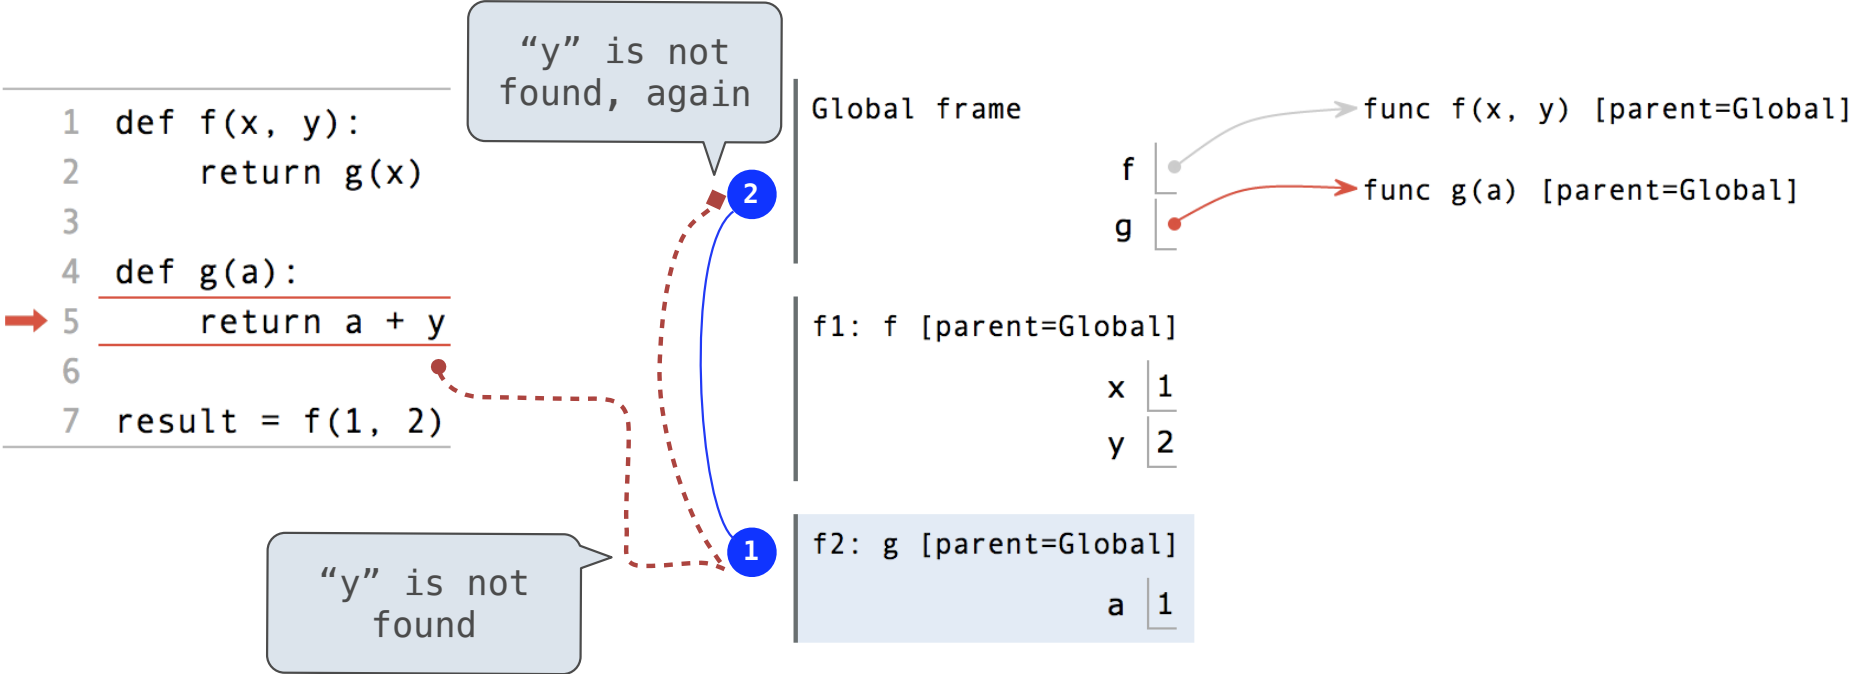 “y” is not
found, again
1 def f(x, y):
2 return g(x)
3
4 def g(a):
5 return a + y
6
7 result = f(1, 2)
“y” is not
found
2
1
Global frame
f
g
func f(x, y) [parent=Global]
func g(a) [parent=Global]
f1: f [parent=Global]
x 1
y 2
f2: g [parent=Global]
a 1